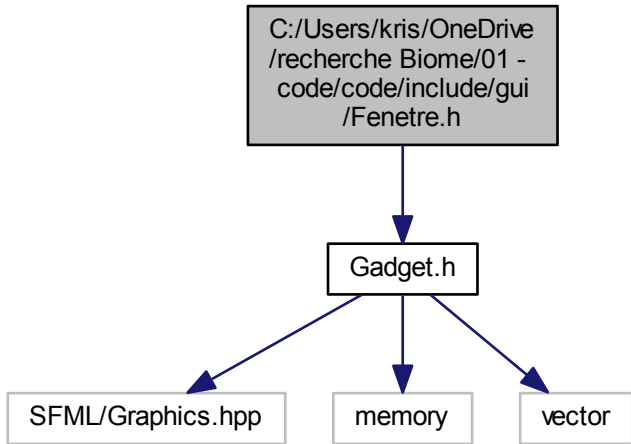 C:/Users/kris/OneDrive
/recherche Biome/01 -
code/code/include/gui
/Fenetre.h
Gadget.h
SFML/Graphics.hpp
memory
vector